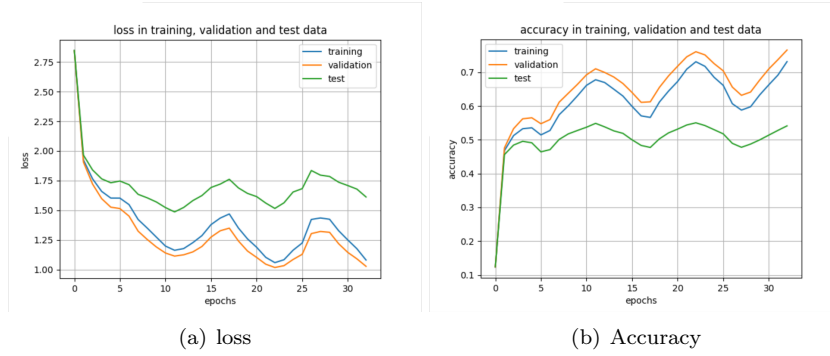 loss in training, validation and test data
training
validation
test
2.75
2.50
2.25
2.00
1.75
1.50
1.25
1.00
loss
0
5
10
15
20
25
30
epochs
(a) loss
accuracy in training, validation and test data
training
validation
test
0.7
0.6
0.5
0.4
0.3
0.2
0.1
accuracy
0
5
10
15
20
25
30
epochs
(b) Accuracy